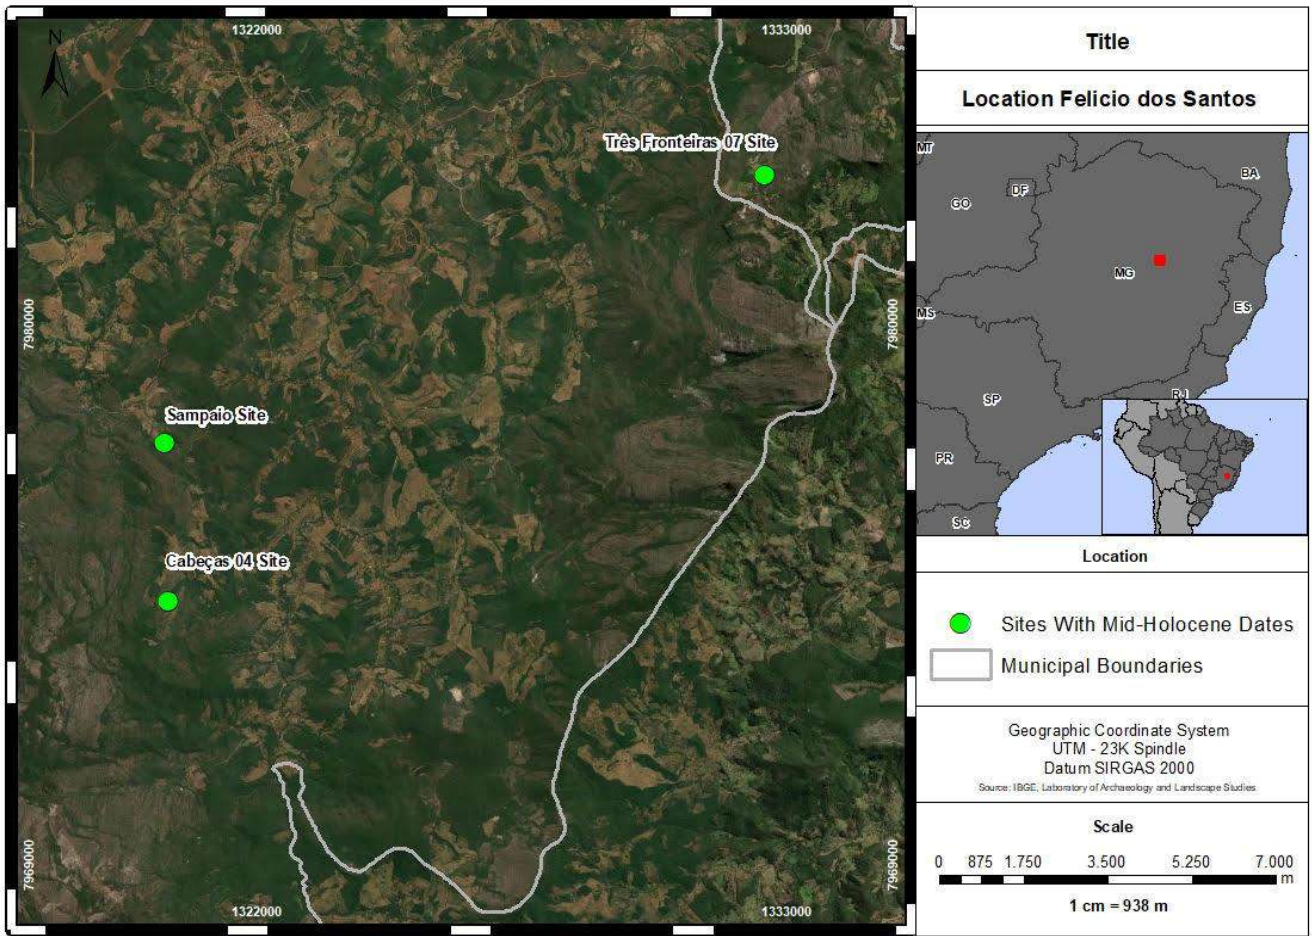 1322000
1333000
N
Três Fronteiras 07 Site
7980000
7980000
Sampaio Site
Cabeças 04 Site
7969000
7969000
1322000
1333000
Title
Location Felicio dos Santos
MT
BA
DF
GO
MG
MS
ES
SP
RJ
PR
SC
Location
Sites With Mid-Holocene Dates
Municipal Boundaries
Geographic Coordinate System
UTM - 23K Spindle
Datum SIRGAS 2000
Source: IBGE, Laboratory of Archaeology and Landscape Studies
Scale
0 875 1.750 3.500 5.250 7.000
m
1 cm = 938 m